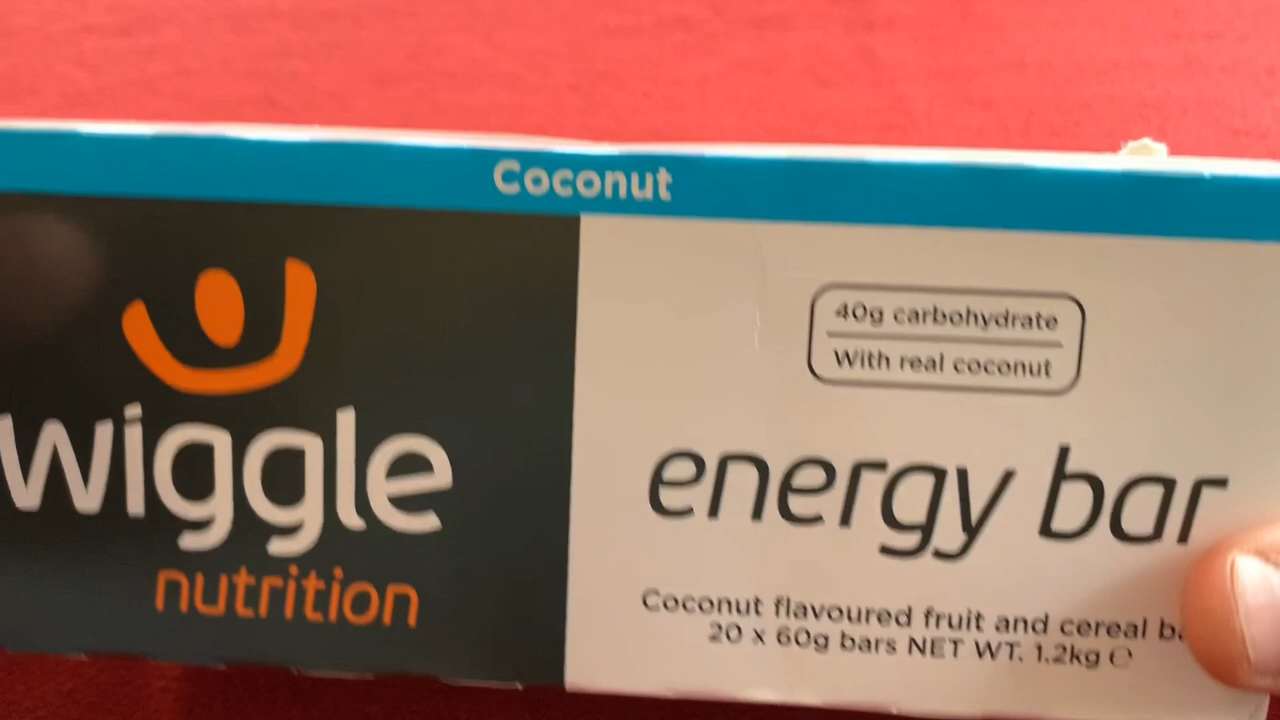 Coconut
wiggle
nutrition
40g carbohydrate
With real coconut
energy bar
Coconut flavoured fruit and cereal
20 x 60g bars NET WT. 1.2kg ℮